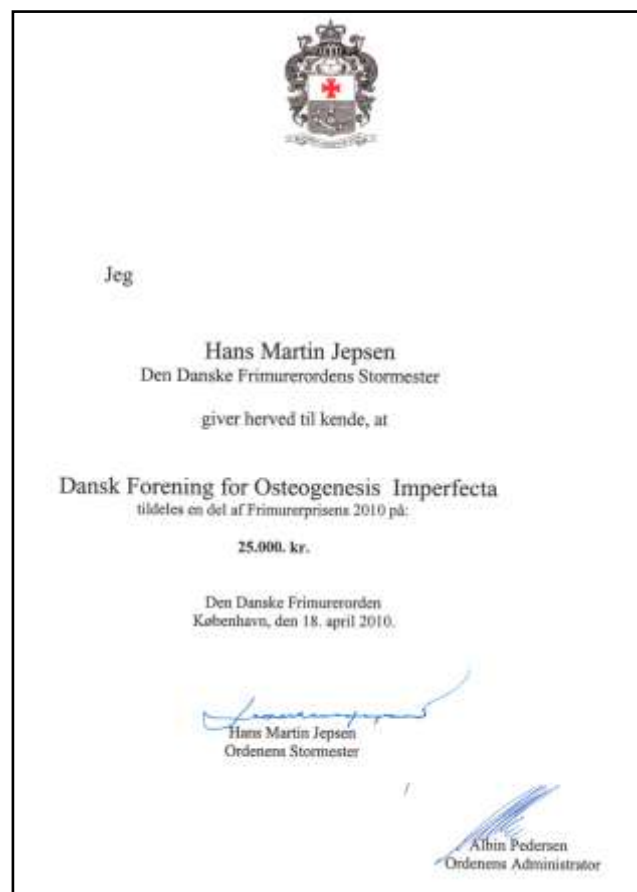 Jeg
Hans Martin Jepsen
Den Danske Frimurerordens Stormester
giver herved til kende, at
Dansk Forening for Osteogenesis Imperfecta
tildeles en del af Frimurerprisens 2010 på:
25.000. kr.
Den Danske Frimurerorden
København, den 18. april 2010.
Hans Martin Jepsen
Ordenens Stormester
/
Albin Pedersen
Ordenens Administrator